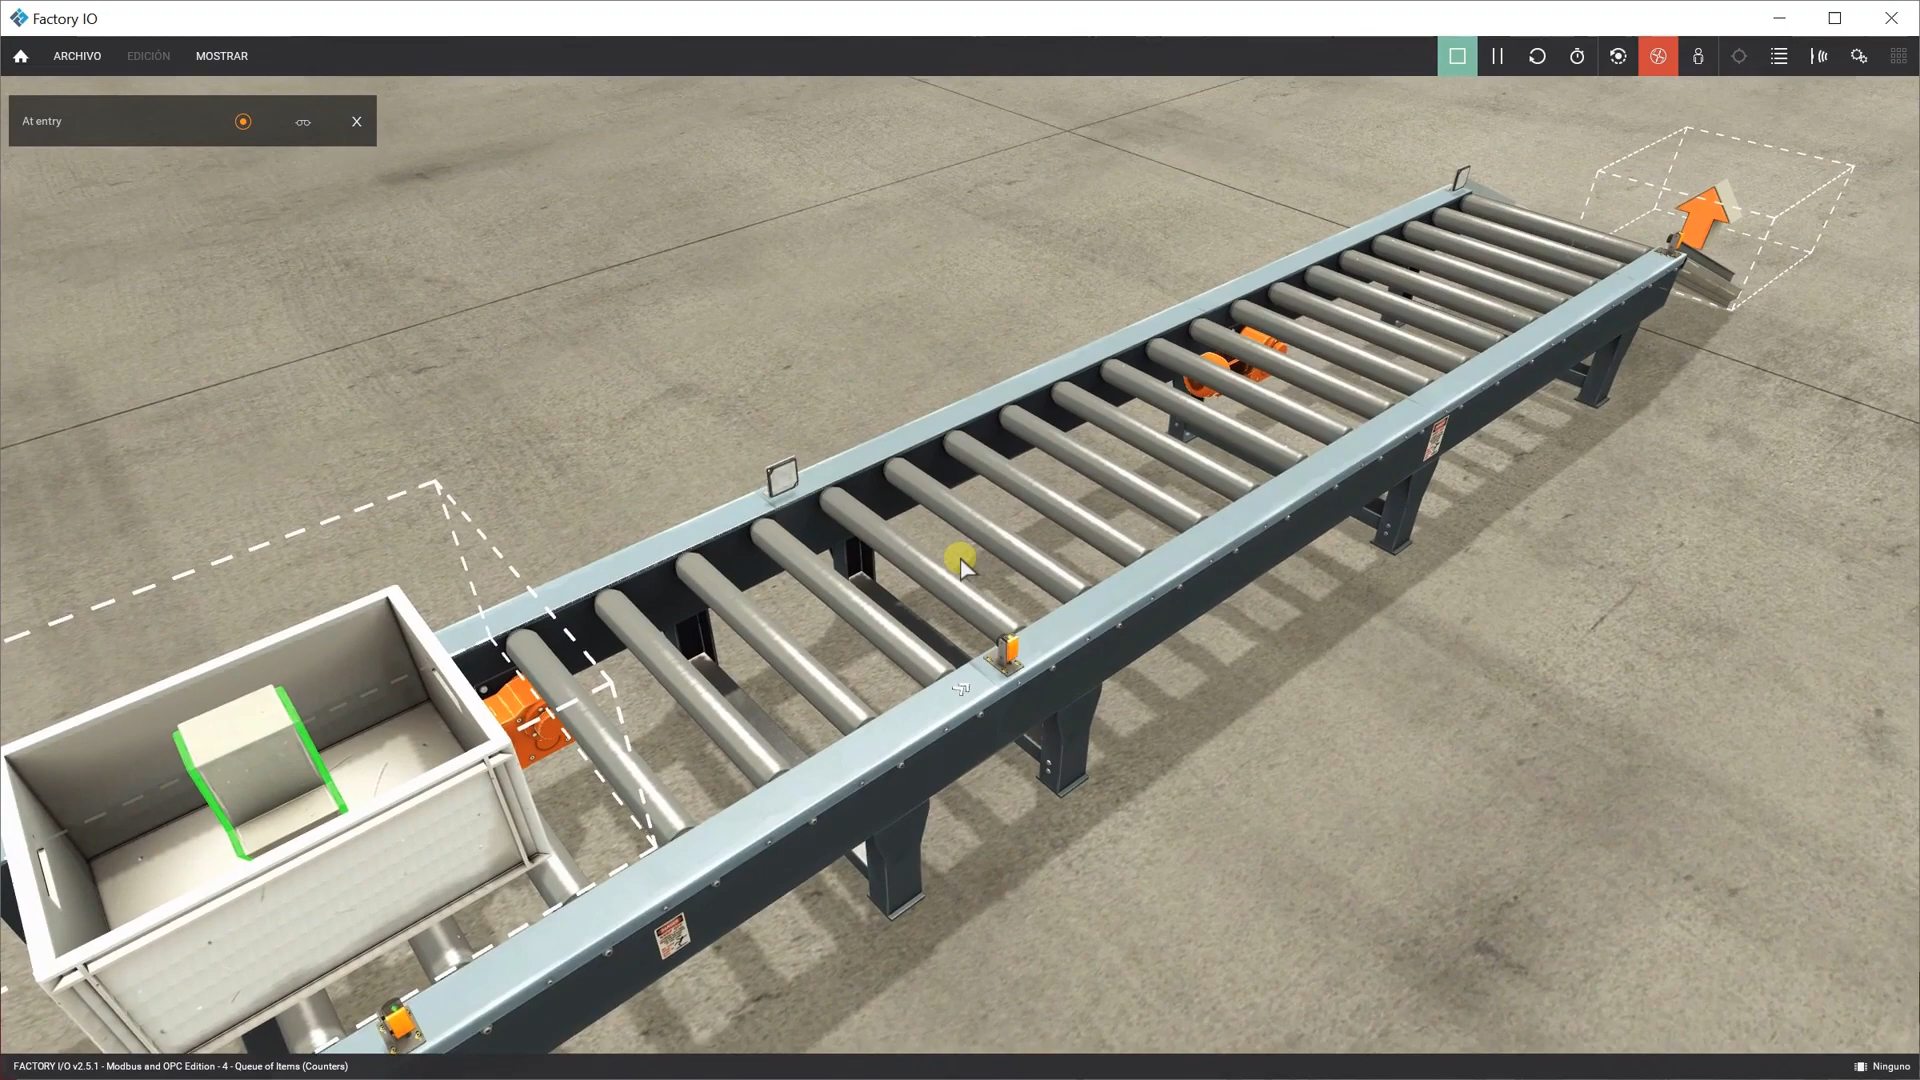 Factory IO
ARCHIVO
EDICIÓN
MOSTRAR
At entry
X
FACTORY I/O v2.5.1 - Modbus and OPC Edition - 4 - Queue of Items (Counters)
Ninguno